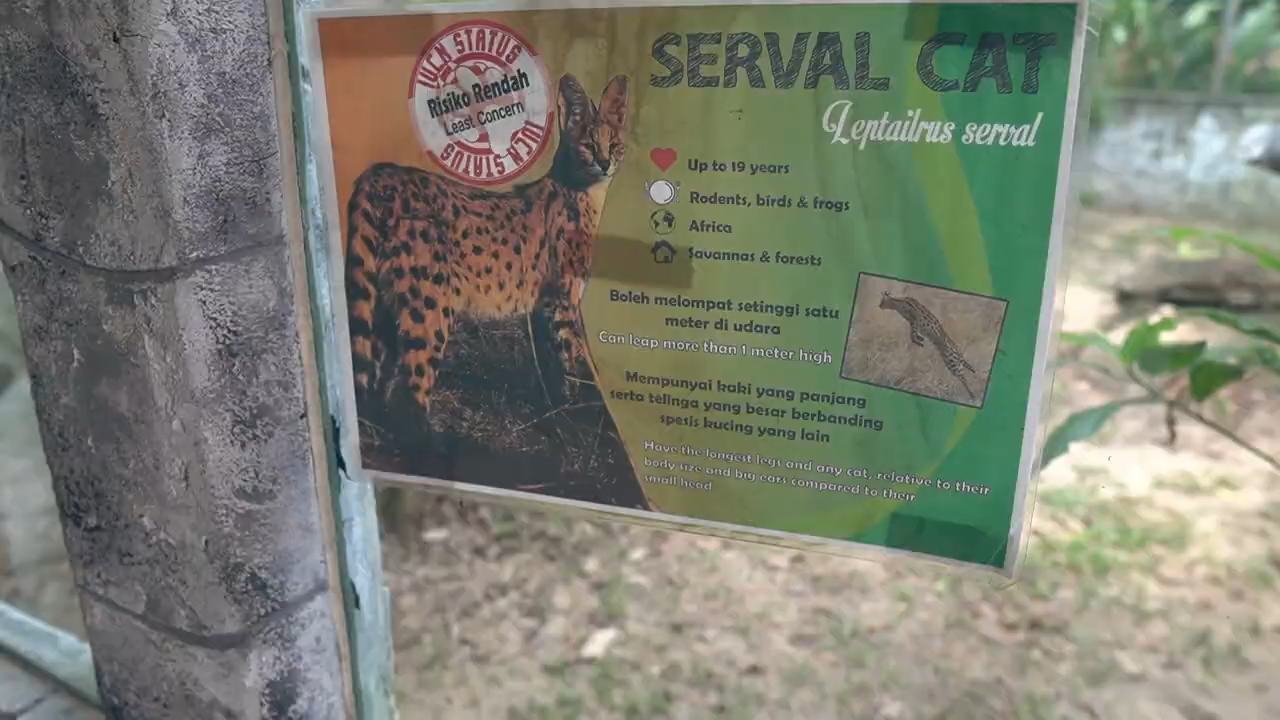 IUCN STATUS
Risiko Rendah
Least Concern
IUCN STATUS
SERVAL CAT
Leptailrus serval
Up to 19 years
Rodents, birds & frogs
Africa
Savannas & forests
Boleh melompat setinggi satu
meter di udara
Can leap more than 1 meter high
Mempunyai kaki yang panjang
serta telinga yang besar berbanding
spesis kucing yang lain
Have the longest legs and any cat, relative to their
body size and big ears compared to their
small head